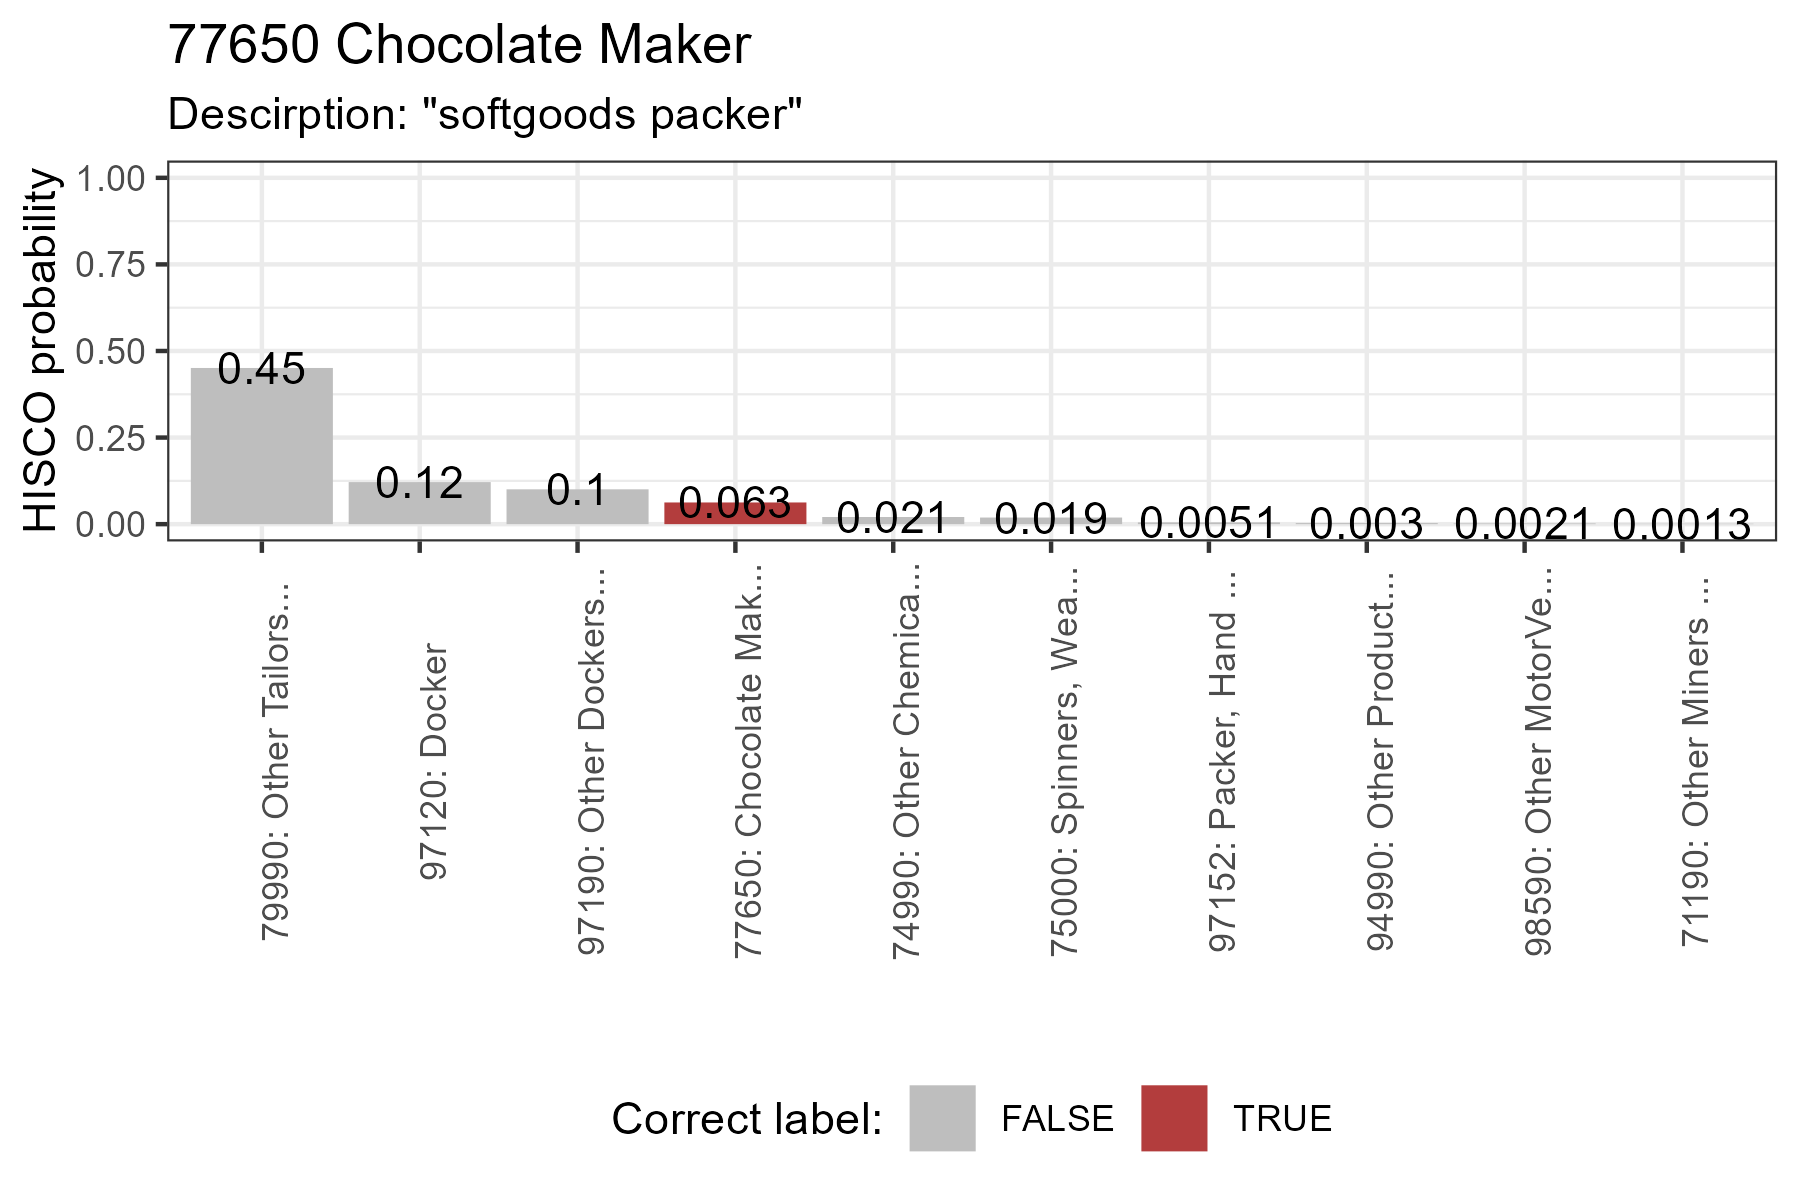 77650 Chocolate Maker
Descirption: "softgoods packer"
HISCO probability
1.00
0.75
0.50
0.25
0.00
0.45
0.12
0.1
0.063
0.021
0.019
0.0051
0.003
0.0021
0.0013
79990: Other Tailors...
97120: Docker
97190: Other Dockers...
77650: Chocolate Mak...
74990: Other Chemica...
75000: Spinners, Wea...
97152: Packer, Hand ...
94990: Other Product...
98590: Other MotorVe...
71190: Other Miners ...
Correct label: FALSE TRUE